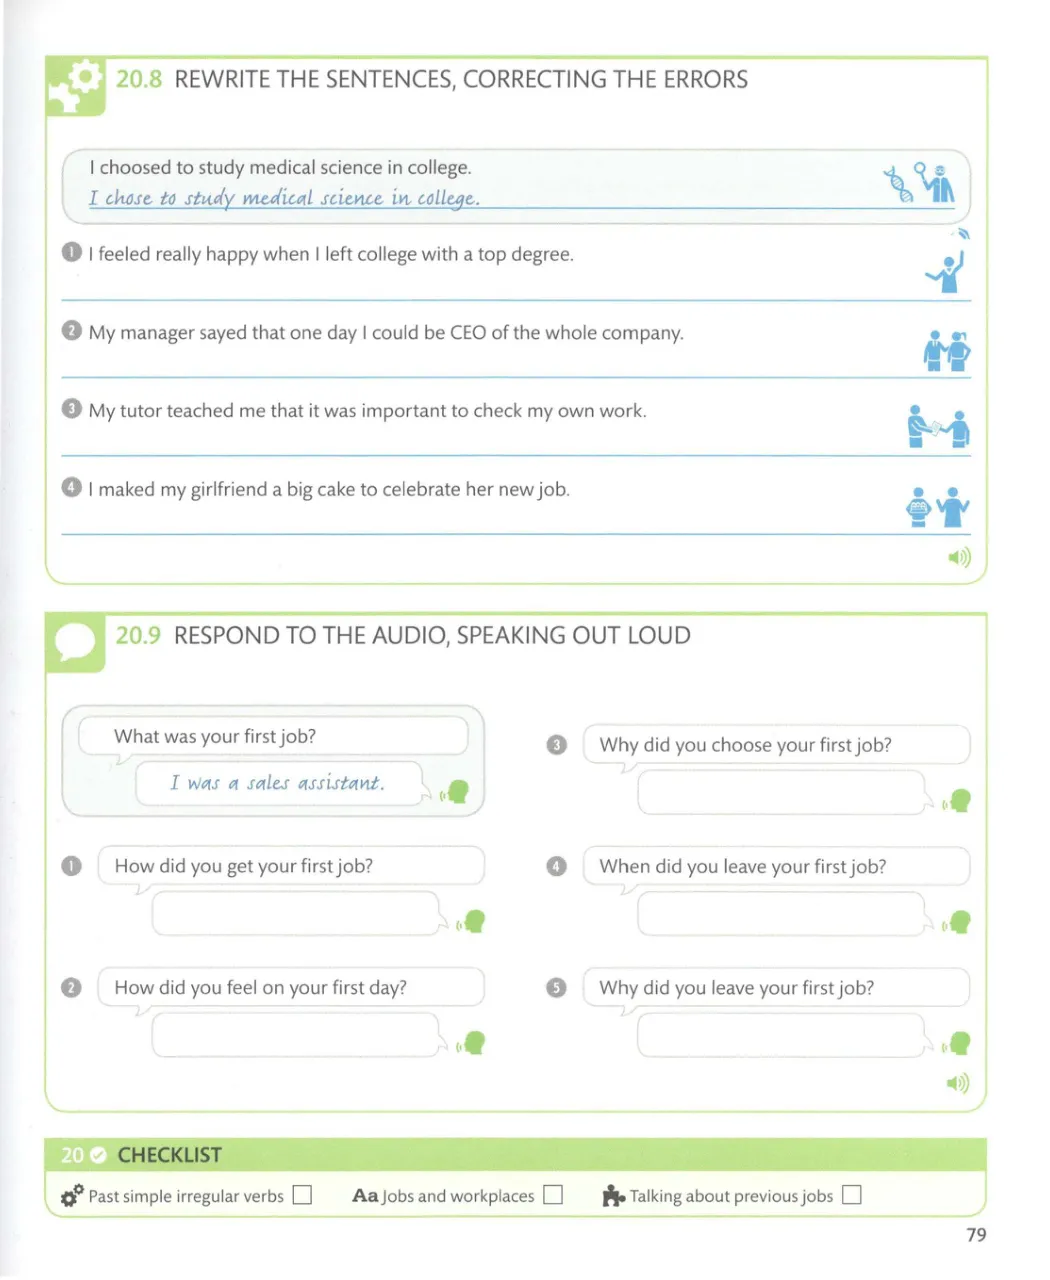 20.8 REWRITE THE SENTENCES, CORRECTING THE ERRORS
I choosed to study medical science in college.
I chose to study medical science in college.
1 I feeled really happy when I left college with a top degree.
2 My manager sayed that one day I could be CEO of the whole company.
3 My tutor teached me that it was important to check my own work.
4 I maked my girlfriend a big cake to celebrate her new job.
20.9 RESPOND TO THE AUDIO, SPEAKING OUT LOUD
What was your first job?
I was a sales assistant.
1 How did you get your first job?
2 How did you feel on your first day?
3 Why did you choose your first job?
4 When did you leave your first job?
5 Why did you leave your first job?
20 CHECKLIST
Past simple irregular verbs
Aa Jobs and workplaces
Talking about previous jobs
79